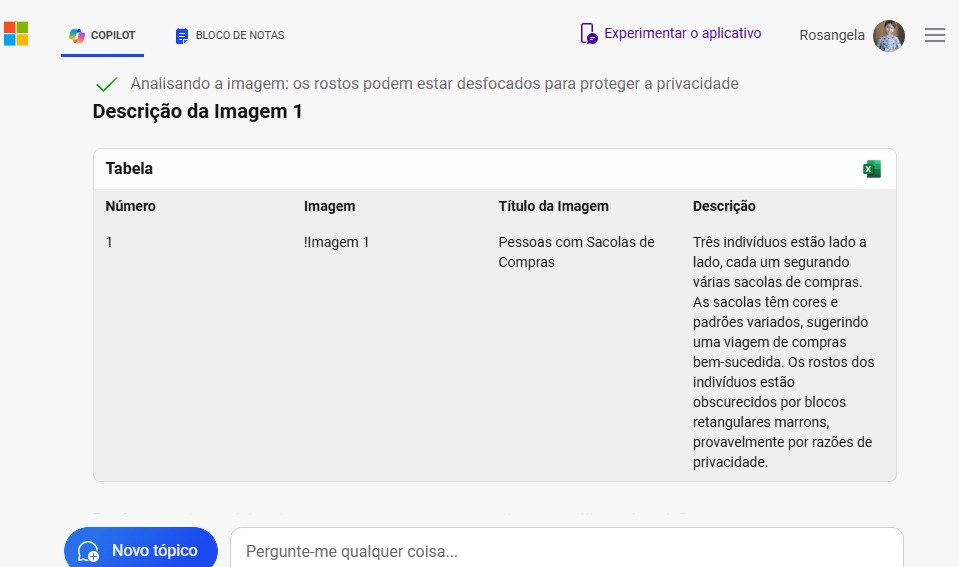 COPILOT
BLOCO DE NOTAS
Experimentar o aplicativo
Rosangela
Analisando a imagem: os rostos podem estar desfocados para proteger a privacidade
Descrição da Imagem 1
Tabela
Número
Imagem
Título da Imagem
Descrição
1
!Imagem 1
Pessoas com Sacolas de
Compras
Três indivíduos estão lado a
lado, cada um segurando
várias sacolas de compras.
As sacolas têm cores e
padrões variados, sugerindo
uma viagem de compras
bem-sucedida. Os rostos dos
indivíduos estão
obscurecidos por blocos
retangulares marrons,
provavelmente por razões de
privacidade.
Novo tópico
Pergunte-me qualquer coisa...